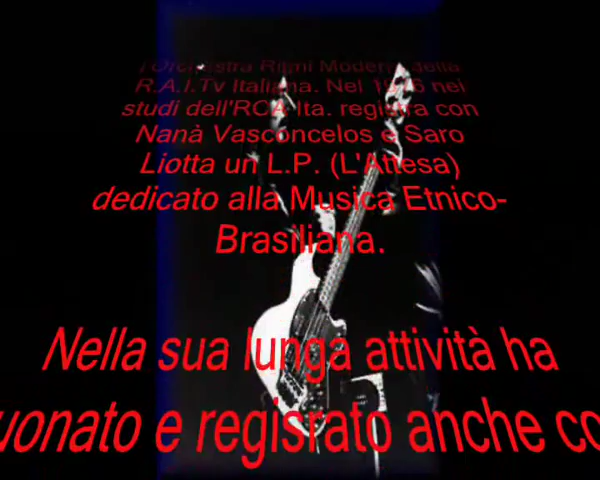 l'Orchestra Ritmi Moderni della
R.A.I.Tv Italiana. Nel 1976 nei
studi dell'RCA Ita. registra con
Nanà Vasconcelos e Saro
Liotta un L.P. (L'Attesa)
dedicato alla Musica Etnico-
Brasiliana.
Nella sua lunga attività ha
uonato e regisrato anche co